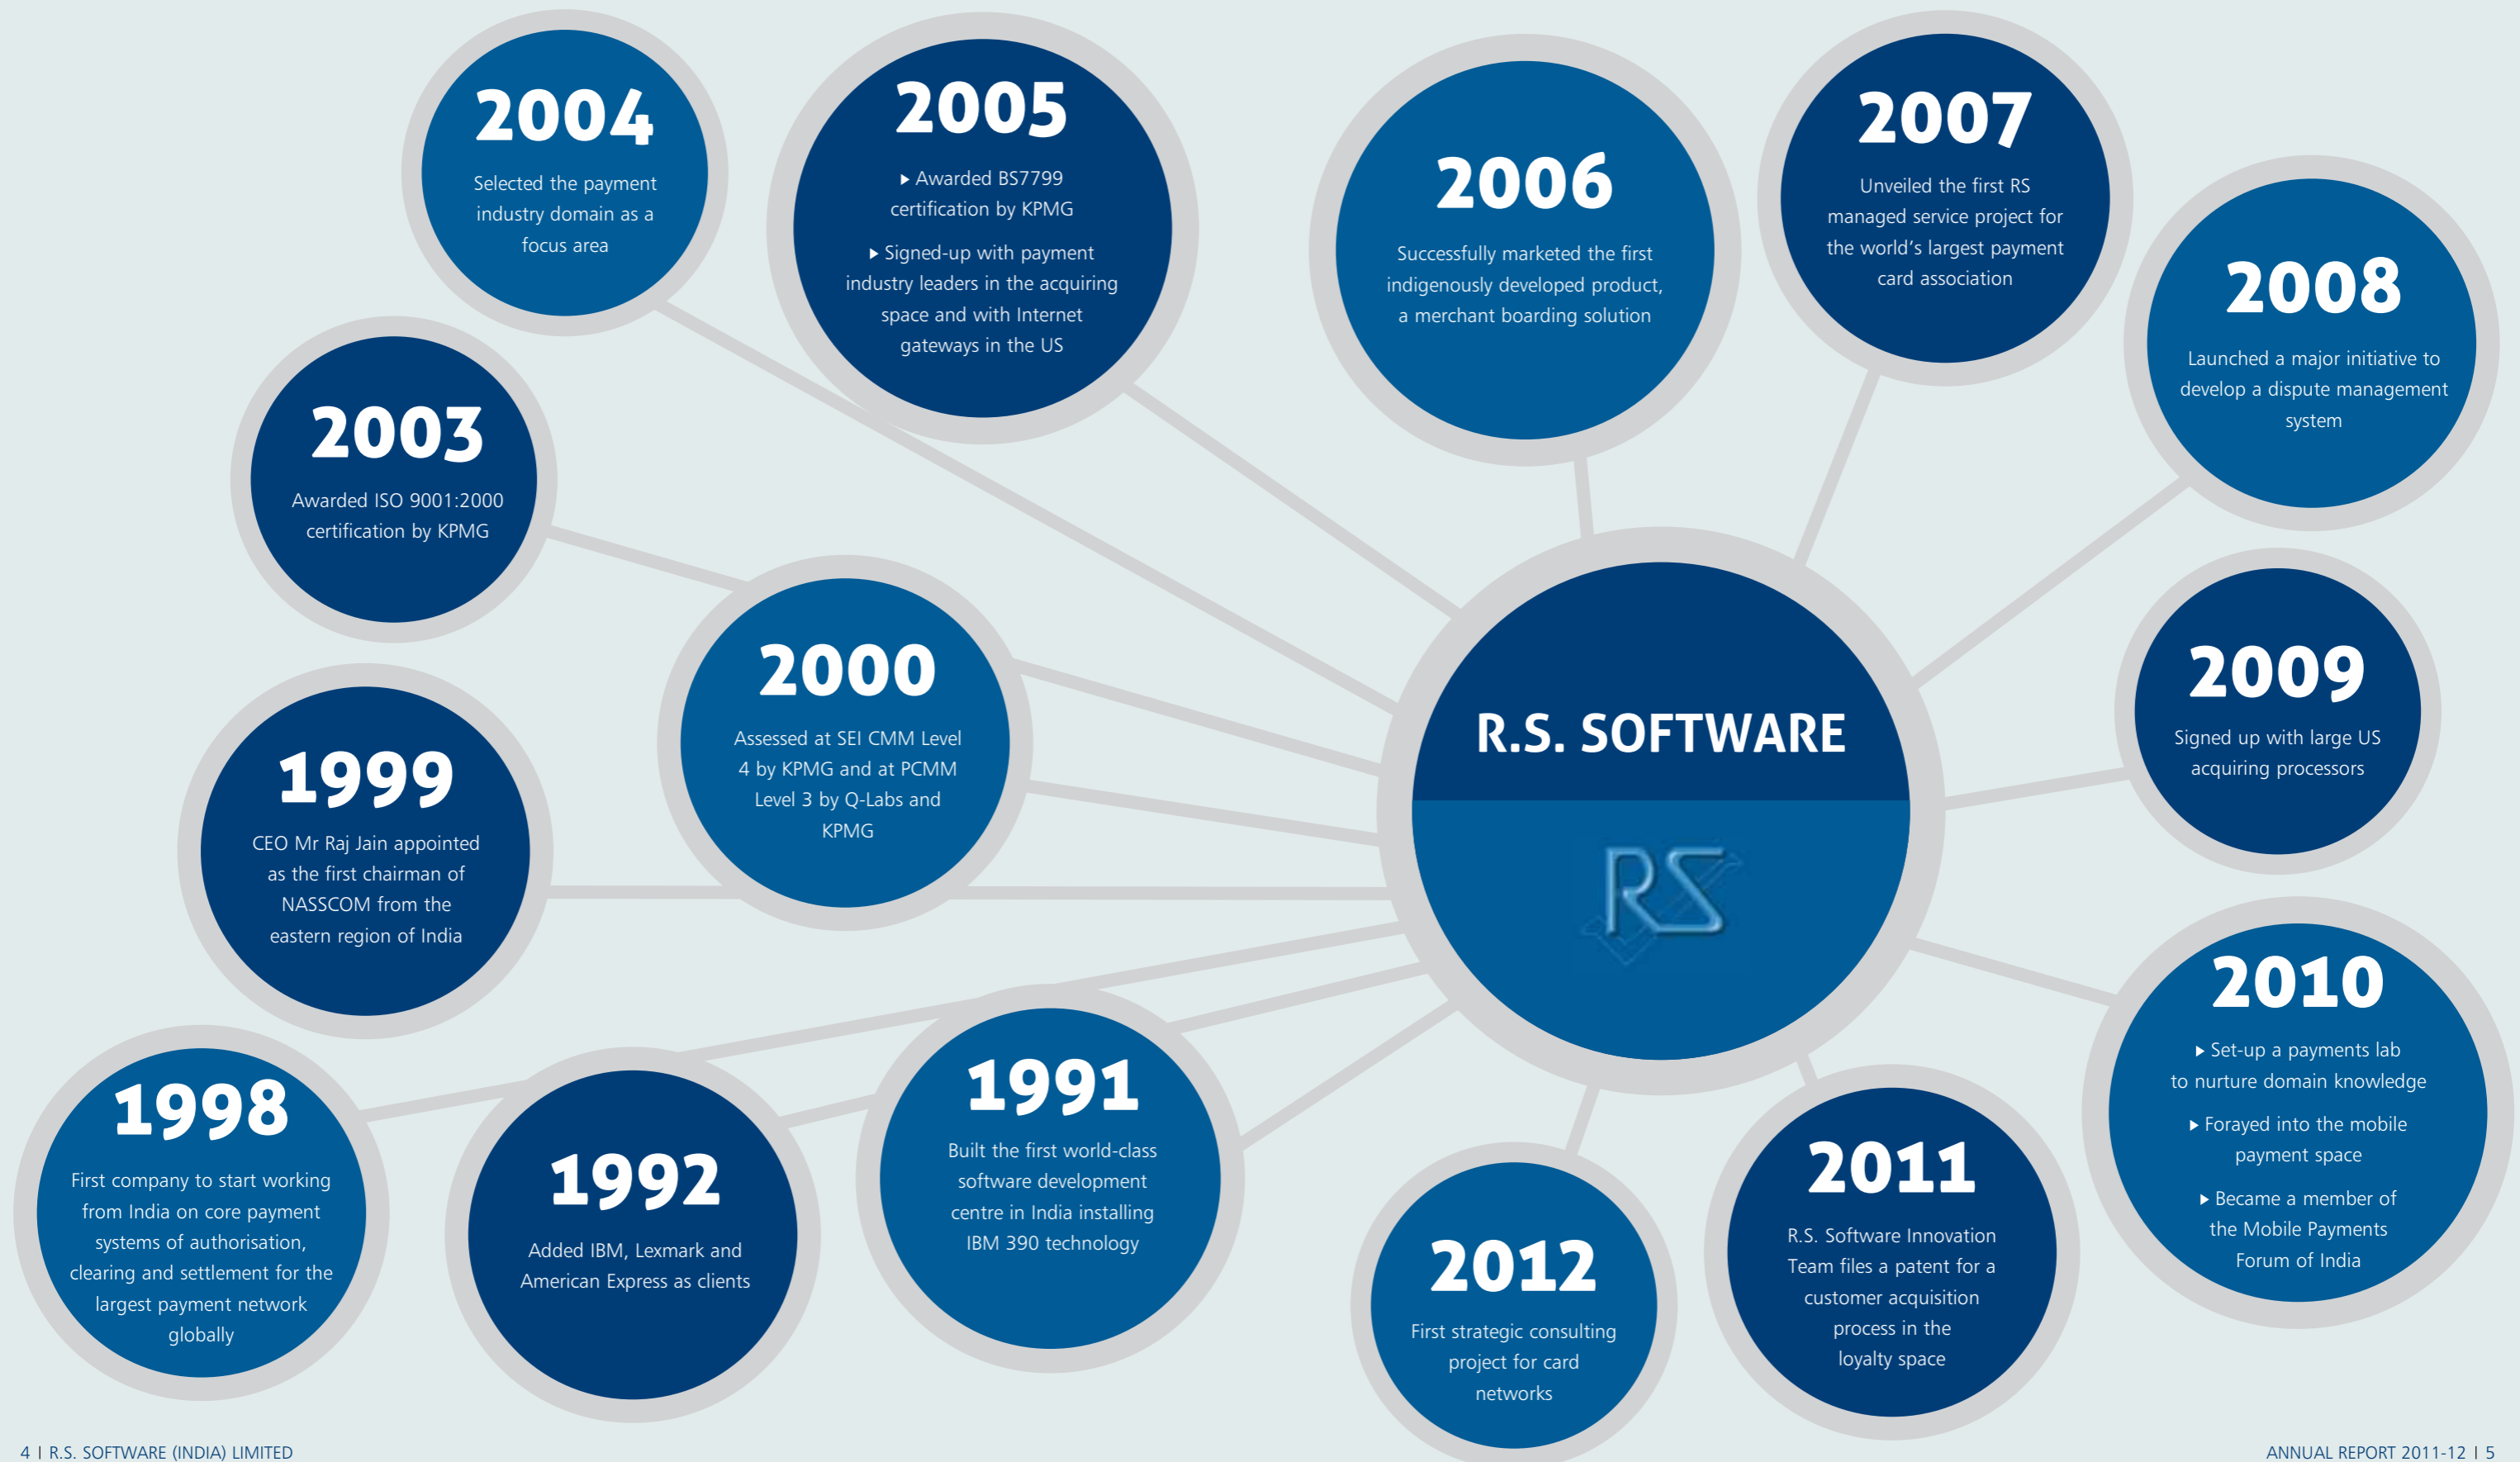 2004
Selected the payment
industry domain as a
focus area
2005
▶ Awarded BS7799
certification by KPMG
▶ Signed-up with payment
industry leaders in the acquiring
space and with Internet
gateways in the US
2006
Successfully marketed the first
indigenously developed product,
a merchant boarding solution
2007
Unveiled the first RS
managed service project for
the world's largest payment
card association
2008
Launched a major initiative to
develop a dispute management
system
2003
Awarded ISO 9001:2000
certification by KPMG
2000
Assessed at SEI CMM Level
4 by KPMG and at PCMM
Level 3 by Q-Labs and
KPMG
R.S. SOFTWARE
RS
2009
Signed up with large US
acquiring processors
1999
CEO Mr Raj Jain appointed
as the first chairman of
NASSCOM from the
eastern region of India
2010
▶ Set-up a payments lab
to nurture domain knowledge
▶ Forayed into the mobile
payment space
▶ Became a member of
the Mobile Payments
Forum of India
1998
First company to start working
from India on core payment
systems of authorisation,
clearing and settlement for the
largest payment network
globally
1992
Added IBM, Lexmark and
American Express as clients
1991
Built the first world-class
software development
centre in India installing
IBM 390 technology
2012
First strategic consulting
project for card
networks
2011
R.S. Software Innovation
Team files a patent for a
customer acquisition
process in the
loyalty space
4 | R.S. SOFTWARE (INDIA) LIMITED
ANNUAL REPORT 2011-12 | 5